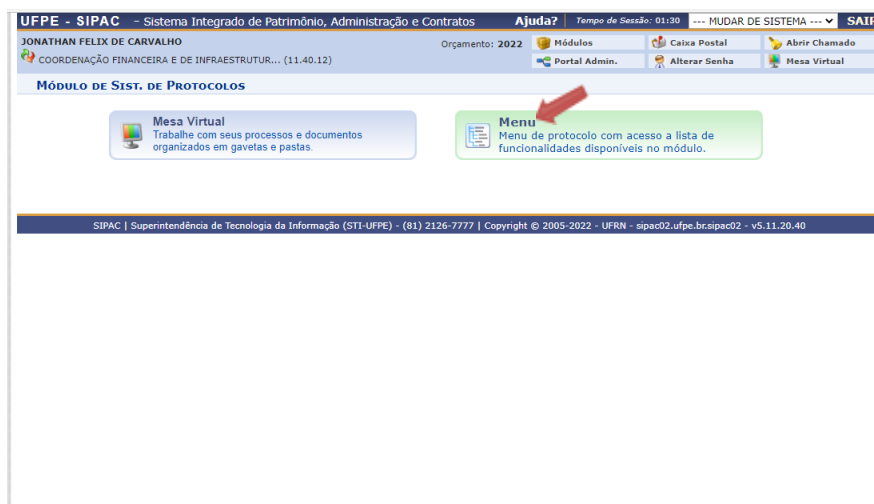 UFPE - SIPAC - Sistema Integrado de Patrimônio, Administração e Contratos Ajuda? Tempo de Sessão: 01:30 --- MUDAR DE SISTEMA --- SAIR
JONATHAN FELIX DE CARVALHO Orçamento: 2022 Módulos Caixa Postal Abrir Chamado
COORDENAÇÃO FINANCEIRA E DE INFRAESTRUTUR... (11.40.12) Portal Admin. Alterar Senha Mesa Virtual
MÓDULO DE SIST. DE PROTOCOLOS
Mesa Virtual
Trabalhe com seus processos e documentos
organizados em gavetas e pastas.
Menu
Menu de protocolo com acesso a lista de
funcionalidades disponíveis no módulo.
SIPAC | Superintendência de Tecnologia da Informação (STI-UFPE) - (81) 2126-7777 | Copyright © 2005-2022 - UFRN - sipac02.ufpe.br.sipac02 - v5.11.20.40